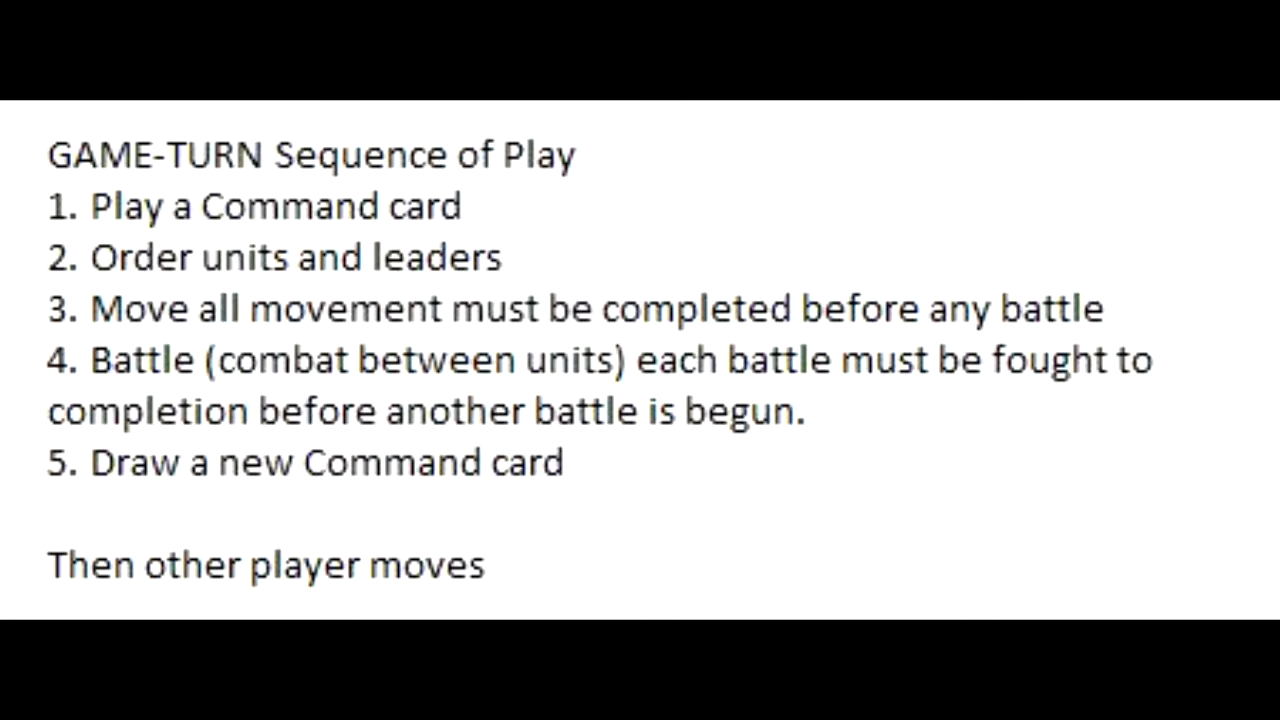 GAME-TURN Sequence of Play
1. Play a Command card
2. Order units and leaders
3. Move all movement must be completed before any battle
4. Battle (combat between units) each battle must be fought to
completion before another battle is begun.
5. Draw a new Command card
Then other player moves